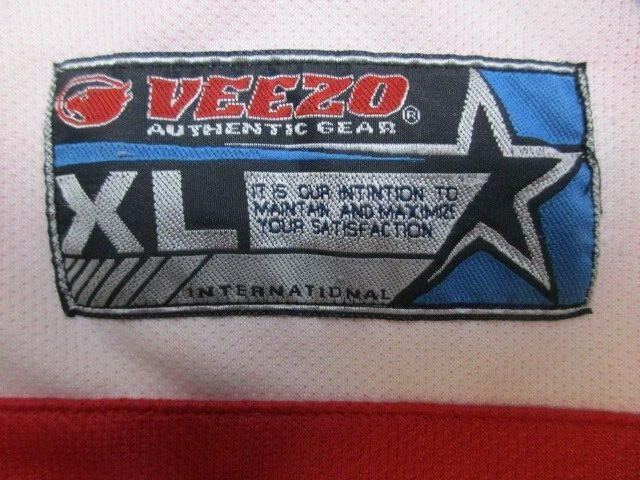 VEEZO®
AUTHENTIC GEAR
XL
IT IS OUR INTINTION TO
MAINTAIN AND MAXIMIZE
YOUR SATISFACTION
INTERNATIONAL